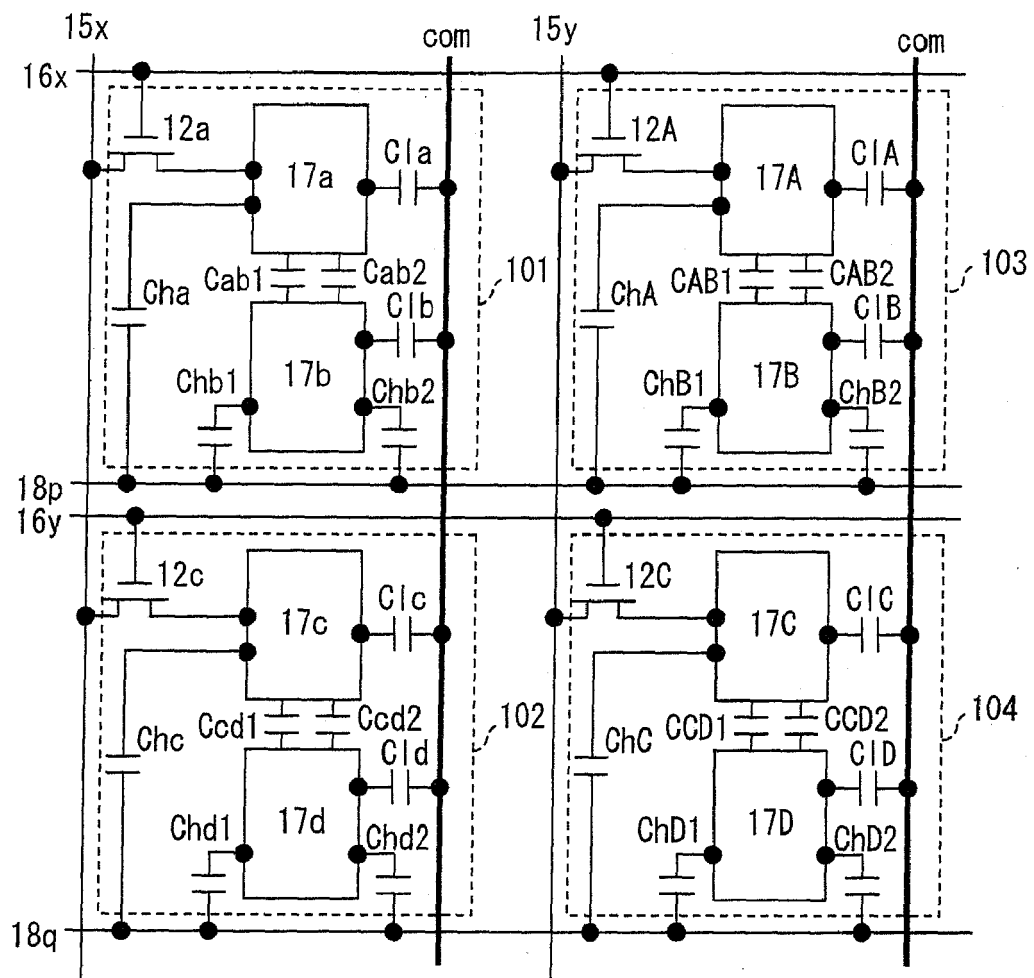 15x
com
15y
com
16x
12a
17a
Cla
12A
17A
ClA
Cab1
Cab2
101
CAB1
CAB2
103
Cha
Clb
ChA
ClB
Chb1
17b
Chb2
ChB1
17B
ChB2
18p
16y
12c
17c
Clc
12C
17C
ClC
Ccd1
Ccd2
102
CCD1
CCD2
104
Chc
Cld
ChC
ClD
Chd1
17d
Chd2
ChD1
17D
ChD2
18q